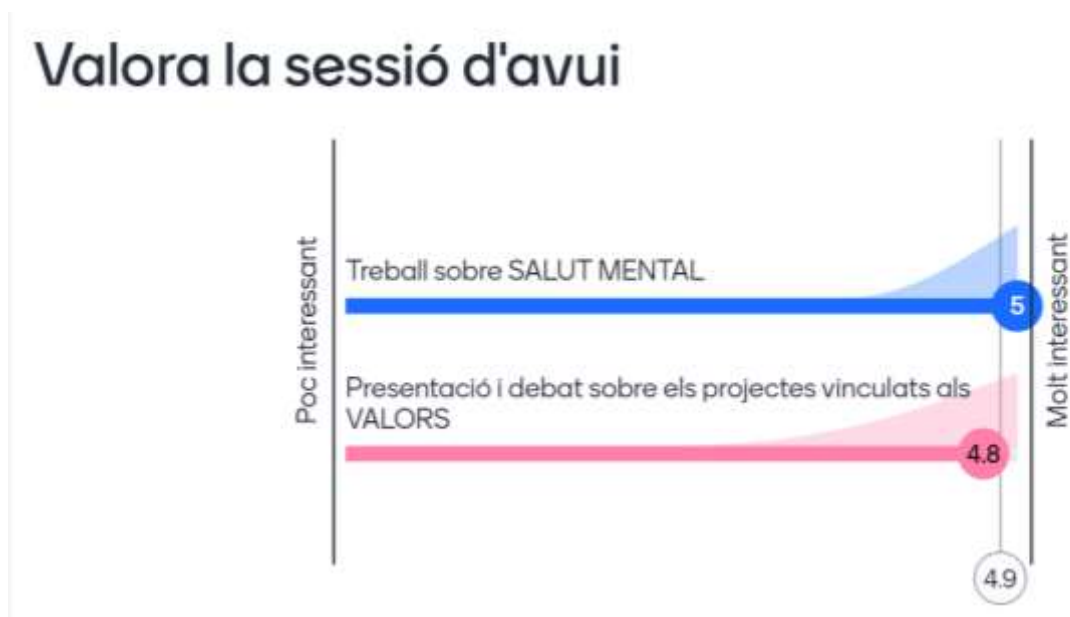 Valora la sessió d'avui
Poc interessant
Treball sobre SALUT MENTAL
5
Presentació i debat sobre els projectes vinculats als
VALORS
4.8
4.9
Molt interessant